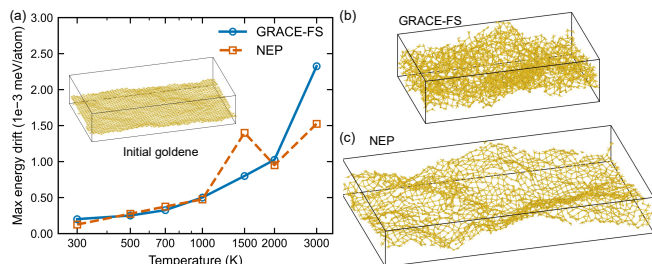 (a)
3.00
2.50
2.00
1.50
1.00
0.50
0.00
Max energy drift (1e−3 meV/atom)
GRACE-FS
NEP
Initial goldene
300 500 700 1000 1500 2000 3000
Temperature (K)
(b)
GRACE-FS
(c)
NEP